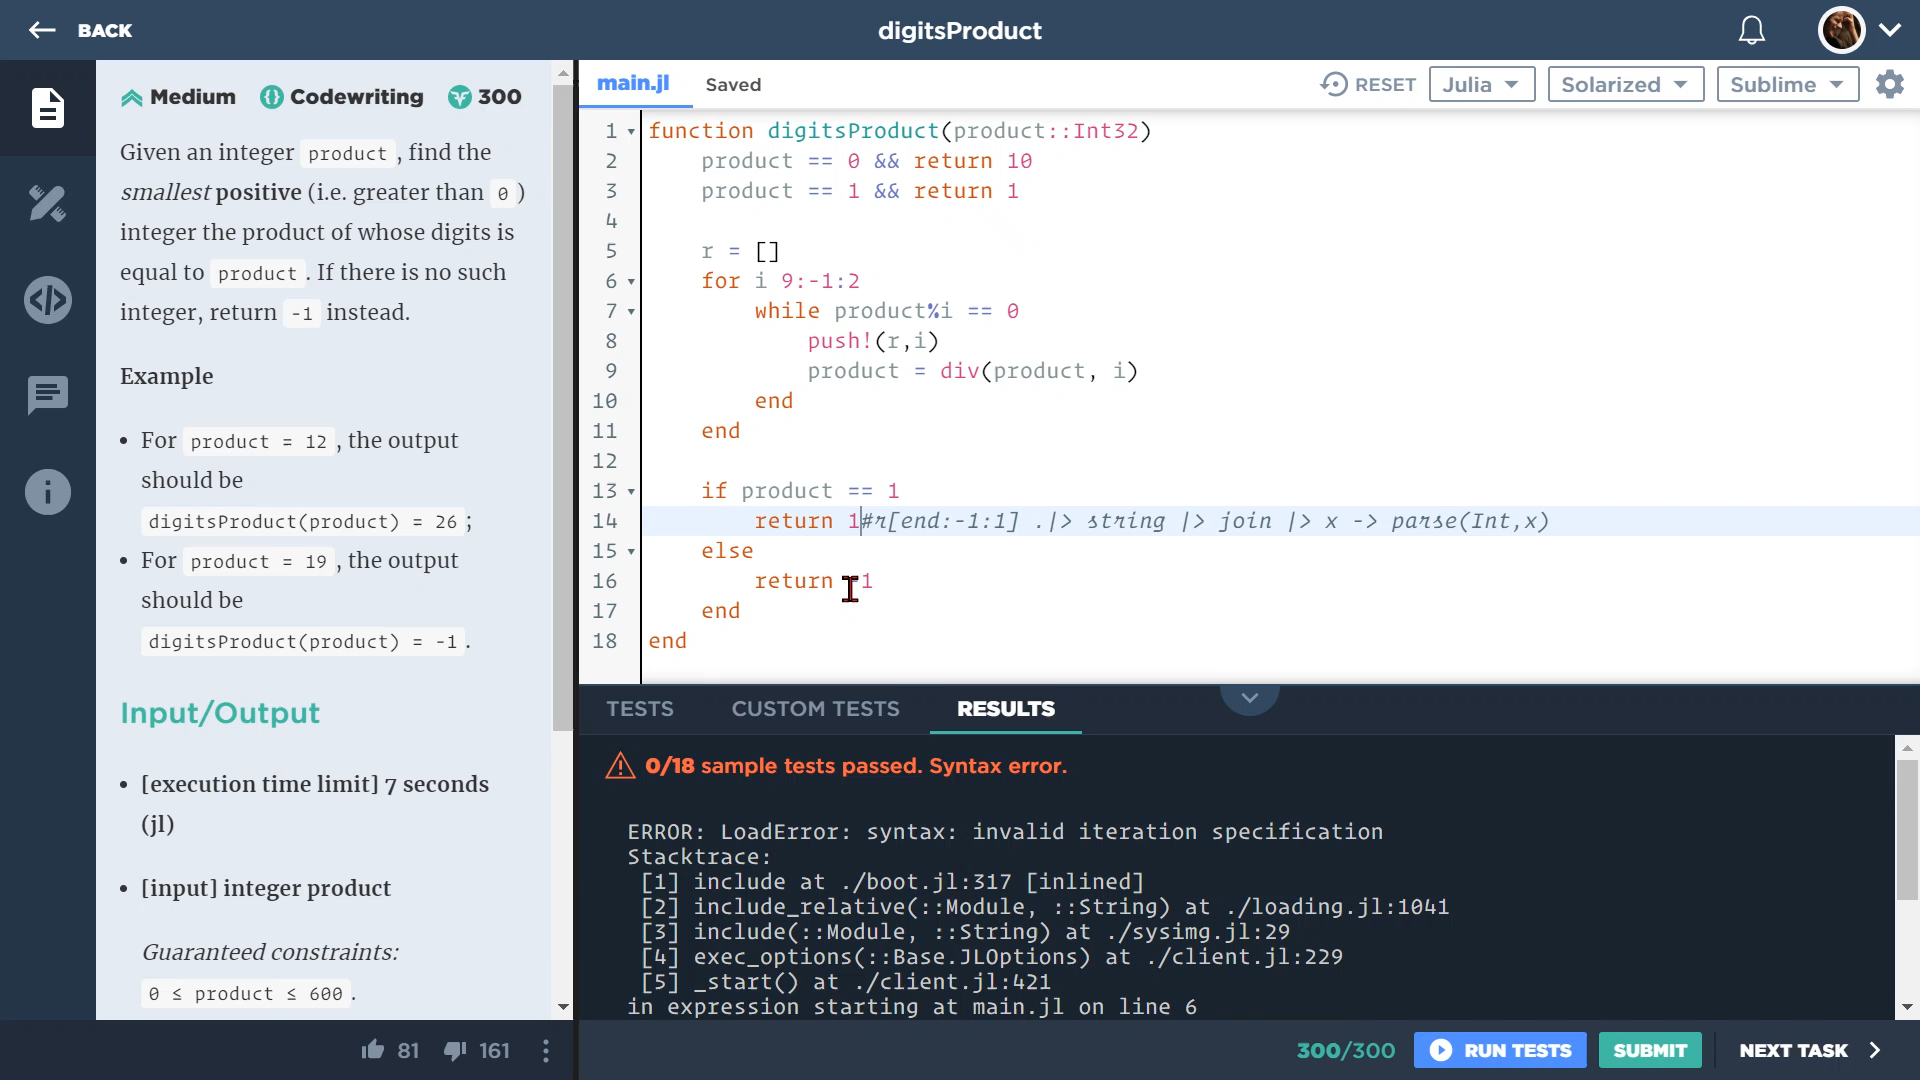 BACK
digitsProduct
Medium
Codewriting
300
Given an integer product, find the
smallest positive (i.e. greater than 0)
integer the product of whose digits is
equal to product. If there is no such
integer, return -1 instead.
Example
• For product = 12, the output
should be
digitsProduct(product) = 26;
• For product = 19, the output
should be
digitsProduct(product) = -1.
Input/Output
• [execution time limit] 7 seconds
(jl)
• [input] integer product
Guaranteed constraints:
0 ≤ product ≤ 600.
81
161
main.jl
Saved
RESET
Julia
Solarized
Sublime
1 function digitsProduct(product::Int32)
2 product == 0 && return 10
3 product == 1 && return 1
4
5 r = []
6 for i 9:-1:2
7 while product%i == 0
8 push!(r,i)
9 product = div(product, i)
10 end
11 end
12
13 if product == 1
14 return 1#r[end:-1:1] .|> string |> join |> x -> parse(Int,x)
15 else
16 return 1
17 end
18 end
TESTS
CUSTOM TESTS
RESULTS
0/18 sample tests passed. Syntax error.
ERROR: LoadError: syntax: invalid iteration specification
Stacktrace:
[1] include at ./boot.jl:317 [inlined]
[2] include_relative(::Module, ::String) at ./loading.jl:1041
[3] include(::Module, ::String) at ./sysimg.jl:29
[4] exec_options(::Base.JLOptions) at ./client.jl:229
[5] _start() at ./client.jl:421
in expression starting at main.jl on line 6
300/300
RUN TESTS
SUBMIT
NEXT TASK